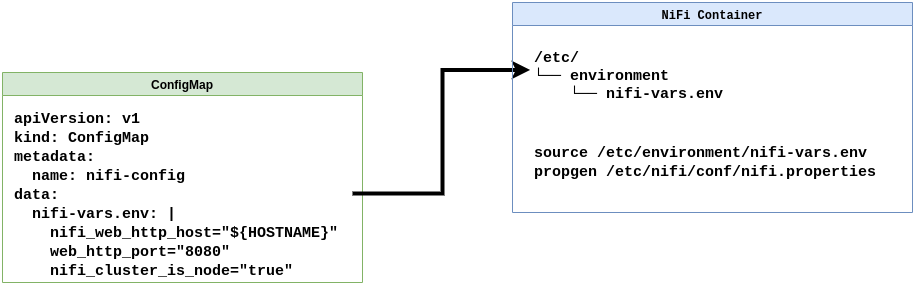 ConfigMap
apiVersion: v1
kind: ConfigMap
metadata:
  name: nifi-config
data:
  nifi-vars.env: |
    nifi_web_http_host="${HOSTNAME}"
    web_http_port="8080"
    nifi_cluster_is_node="true"
NiFi Container
/etc/
└── environment
    └── nifi-vars.env
source /etc/environment/nifi-vars.env
propgen /etc/nifi/conf/nifi.properties